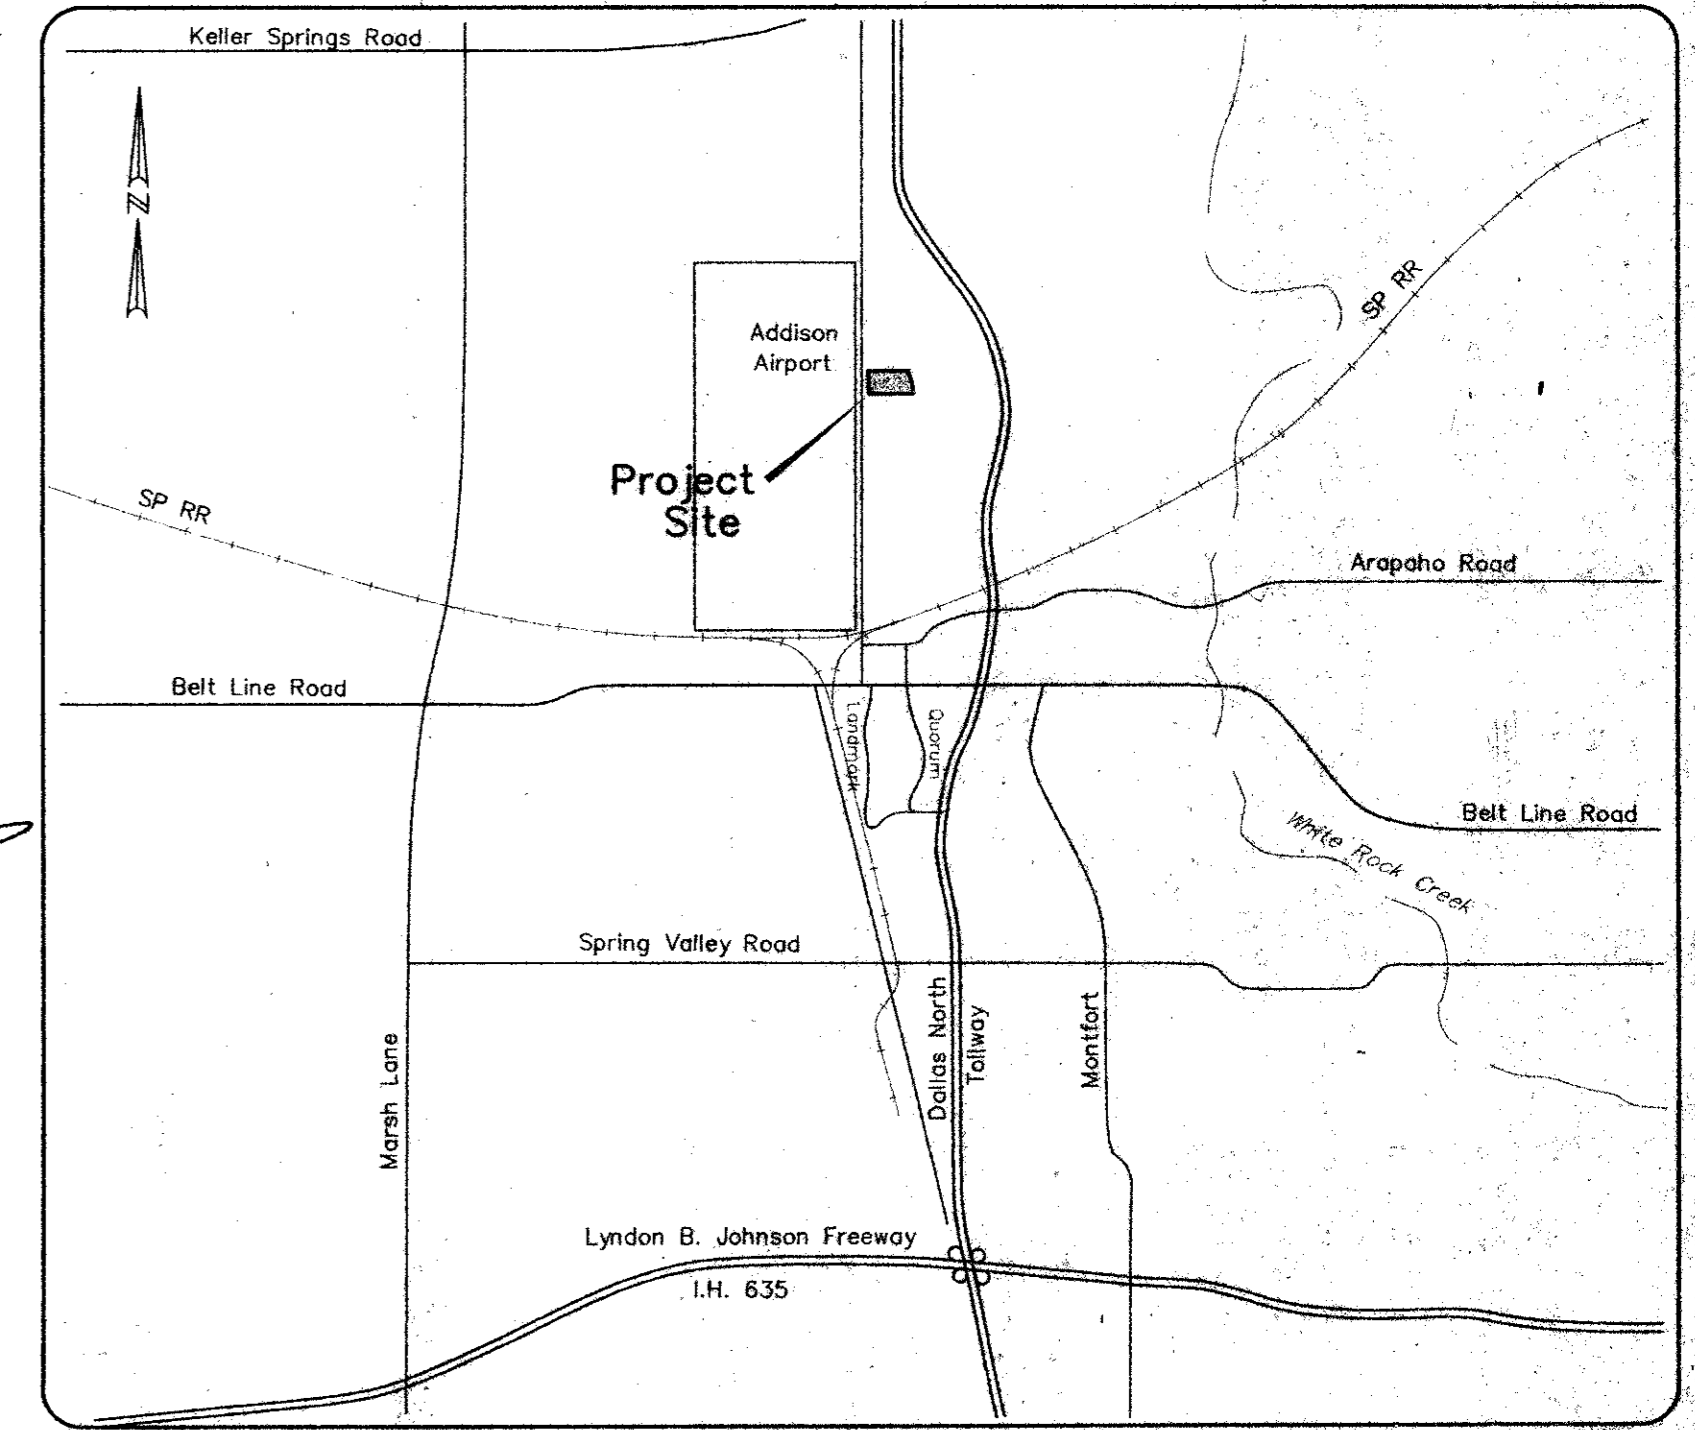 Keller Springs Road
N
Addison
Airport
SP RR
Project
Site
SP RR
Arapaho Road
Belt Line Road
Landmark
Quorum
Belt Line Road
White Rock Creek
Spring Valley Road
Dallas North
Tollway
Montfort
Marsh Lane
Lyndon B. Johnson Freeway
I.H. 635